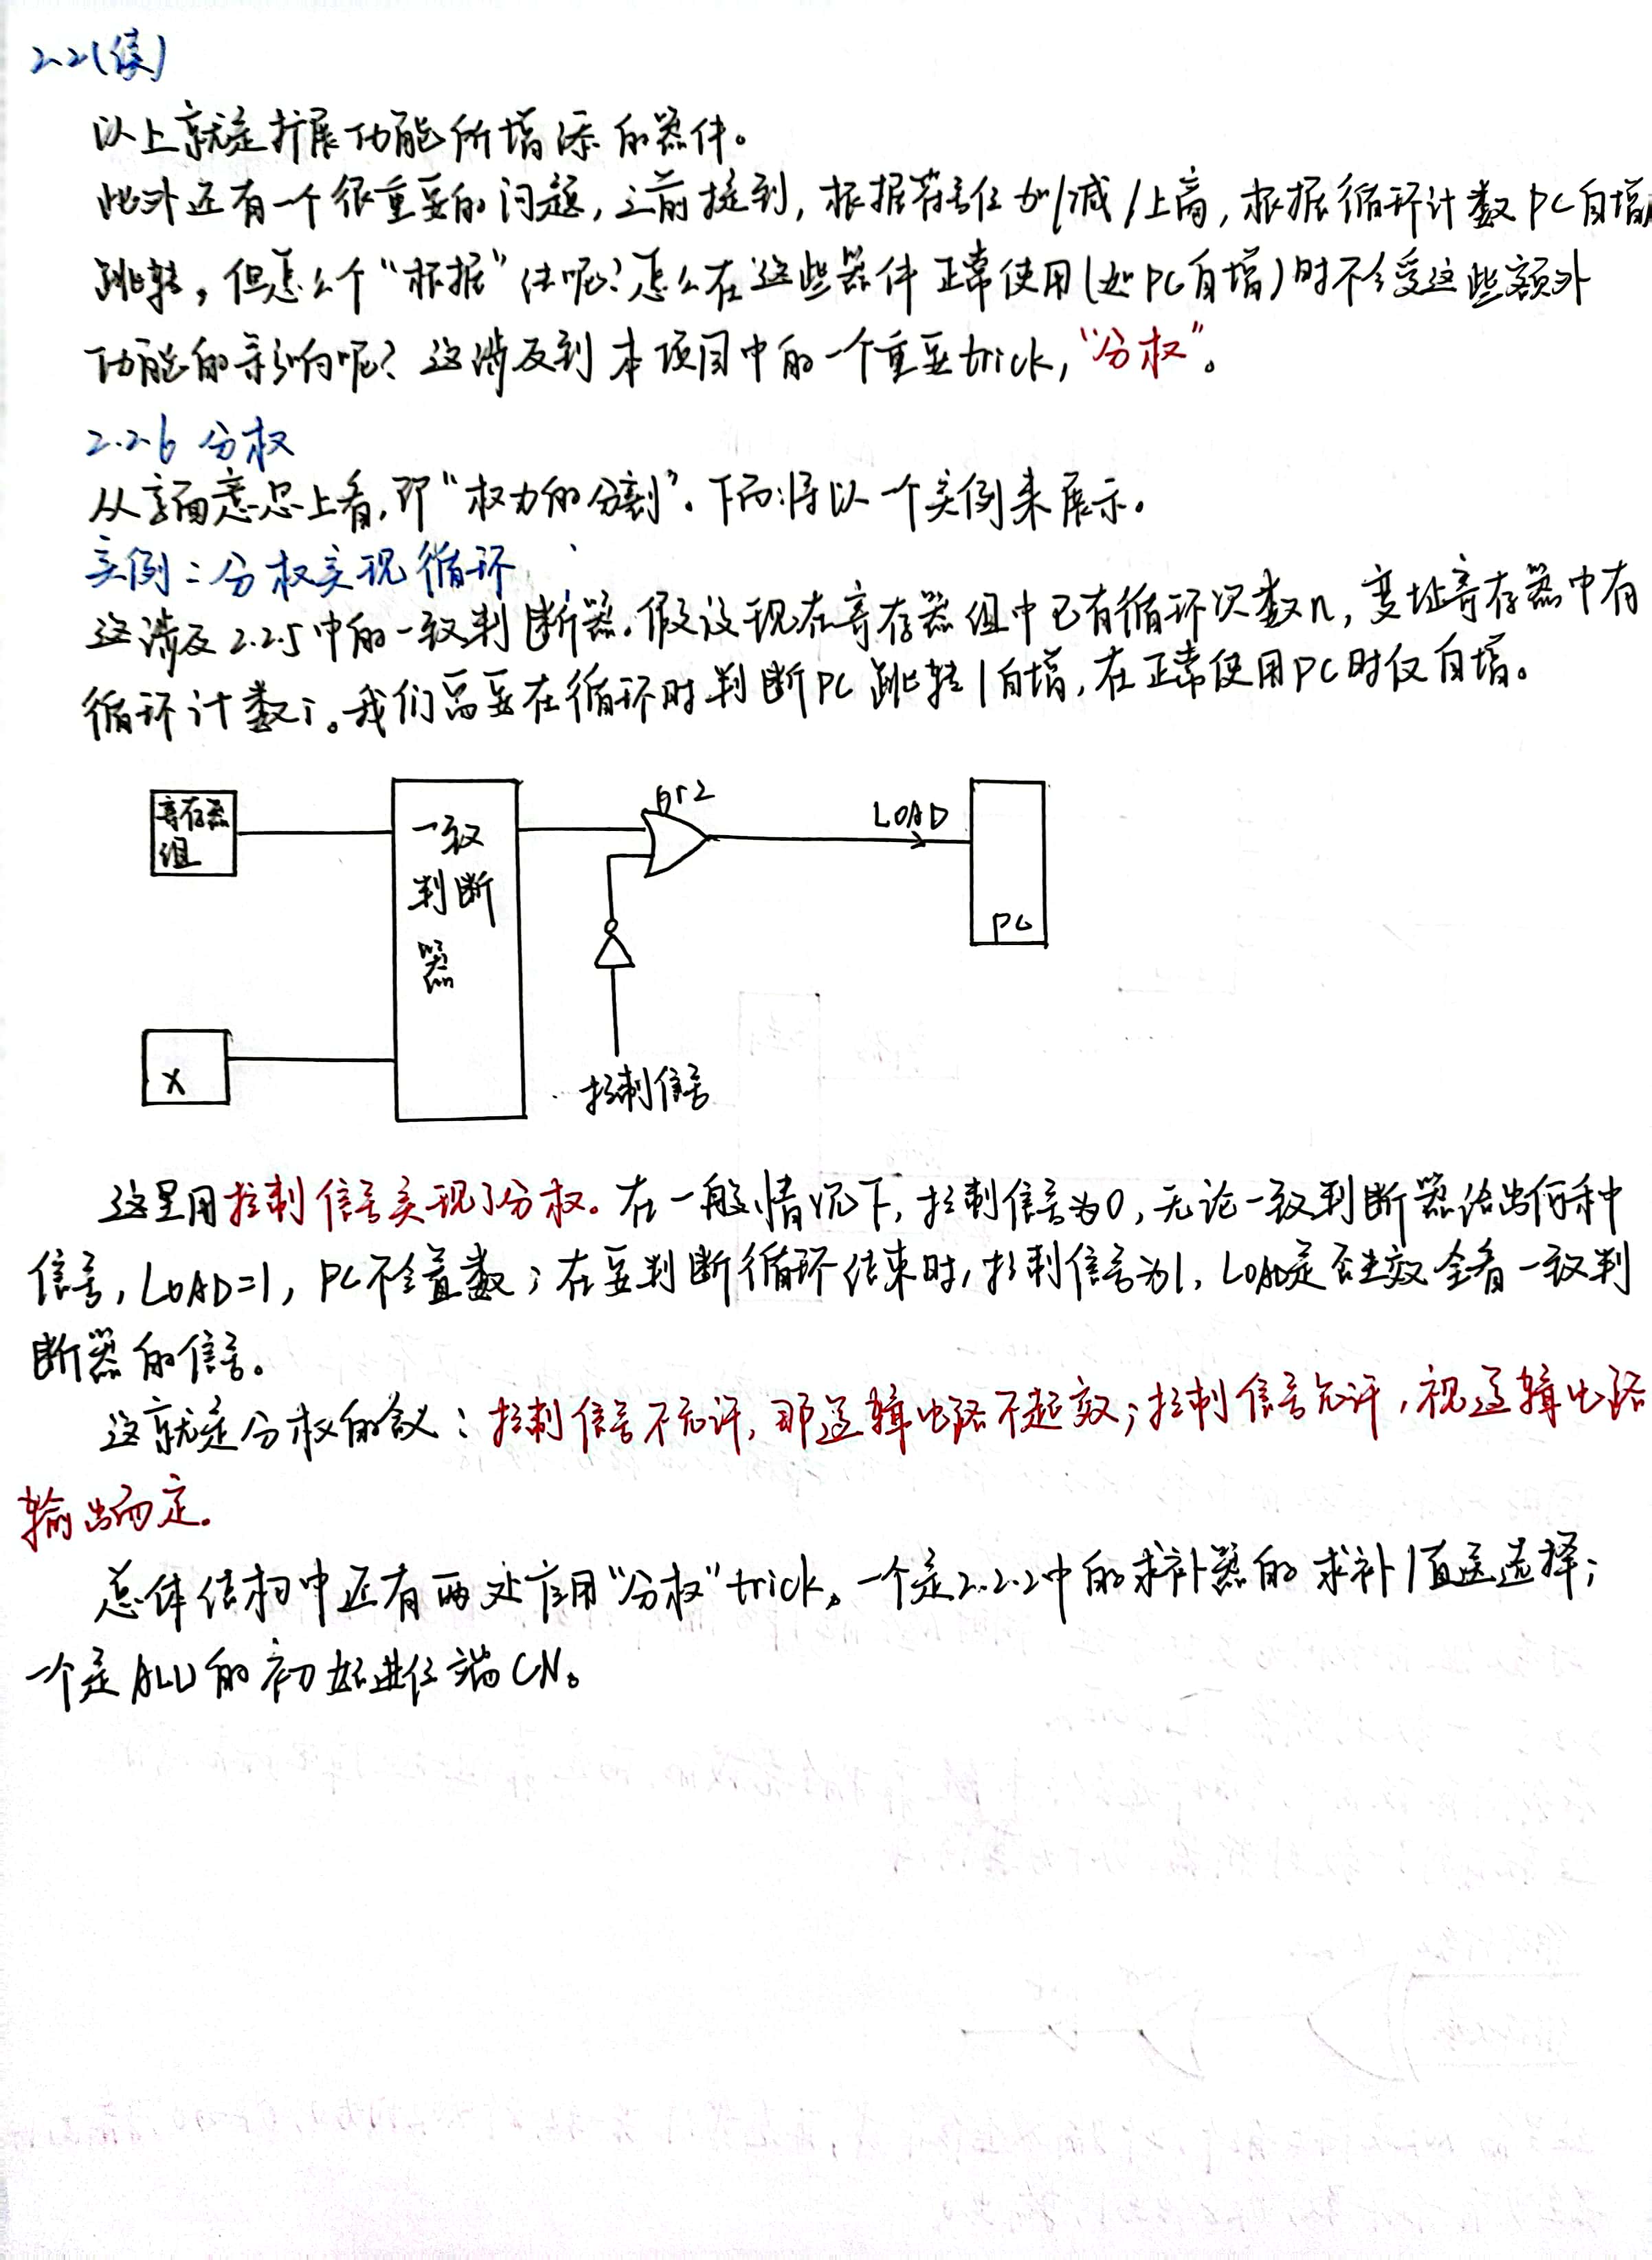 2.2(续)
以上就是扩展功能所增添的器件。
此外还有一个很重要的问题,之前提到,根据符号位加/减/上商,根据循环计数PC自增/
跳转,但怎么个“根据”法呢?怎么在这些器件正常使用(如PC自增)时不会受这些额外
功能的影响呢?这涉及到本项目中的一个重要trick,“分权”。
2.2.6 分权
从字面意思上看,即“权力的分割”。下面将以一个实例来展示。
实例:分权实现循环
这涉及2.2.5中的一致判断器。假设现在寄存器组中已有循环次数n,变址寄存器中有
循环计数i。我们需要在循环时判断PC跳转/自增,在正常使用PC时仅自增。
寄存器
组
一致
判断
器
or2
LOAD
PC
X
控制信号
这里用控制信号实现了分权。在一般情况下,控制信号为0,无论一致判断器给出何种
信号,LOAD=1,PC不会置数;在要判断循环结束时,控制信号为1,LOAD是否生效全看一致判
断器的信号。
这就是分权的含义:控制信号不允许,那逻辑电路不起效;控制信号允许,视逻辑电路
输出而定。
总体结构中还有两处应用“分权”trick。一个是2.2.2中的求补器的求补/直送选择;
一个是ALU的初始进位端CN。